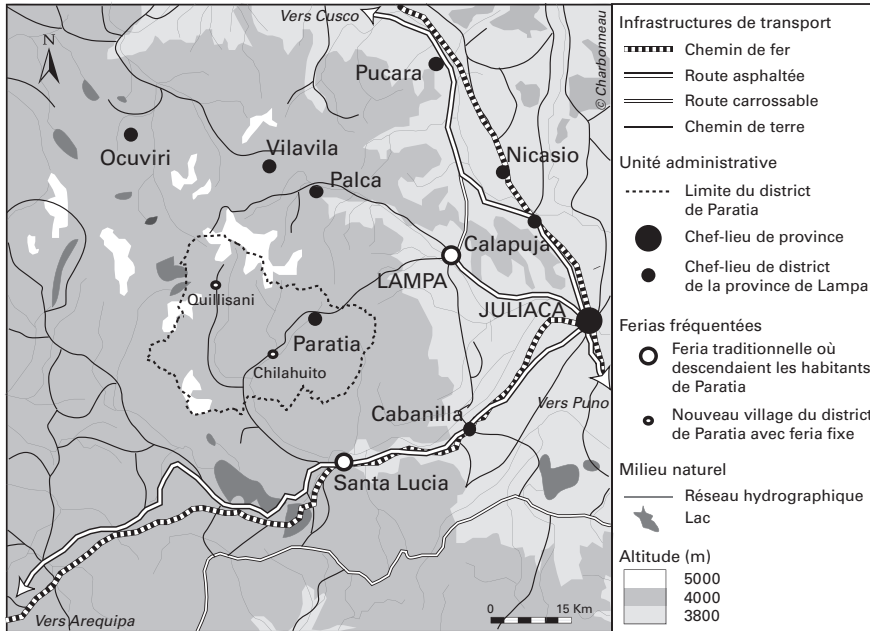 Vers Cusco
N
Pucara
© Charbonneau
Ocuviri
Vilavila
Nicasio
Palca
Calapuja
LAMPA
Quillisani
JULIACA
Paratia
Chilahuito
Vers Puno
Cabanilla
Santa Lucia
0 15 Km
Vers Arequipa
Infrastructures de transport
Chemin de fer
Route asphaltée
Route carrossable
Chemin de terre
Unité administrative
Limite du district
de Paratia
Chef-lieu de province
Chef-lieu de district
de la province de Lampa
Ferias fréquentées
Feria traditionnelle où
descendaient les habitants
de Paratia
Nouveau village du district
de Paratia avec feria fixe
Milieu naturel
Réseau hydrographique
Lac
Altitude (m)
5000
4000
3800